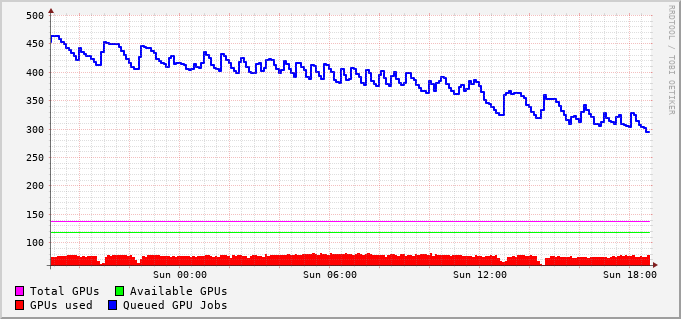 500
450
400
350
300
250
200
150
100
Sun 00:00 Sun 06:00 Sun 12:00 Sun 18:00
Total GPUs Available GPUs
GPUs used Queued GPU Jobs
RRDTOOL / TOBI OETIKER